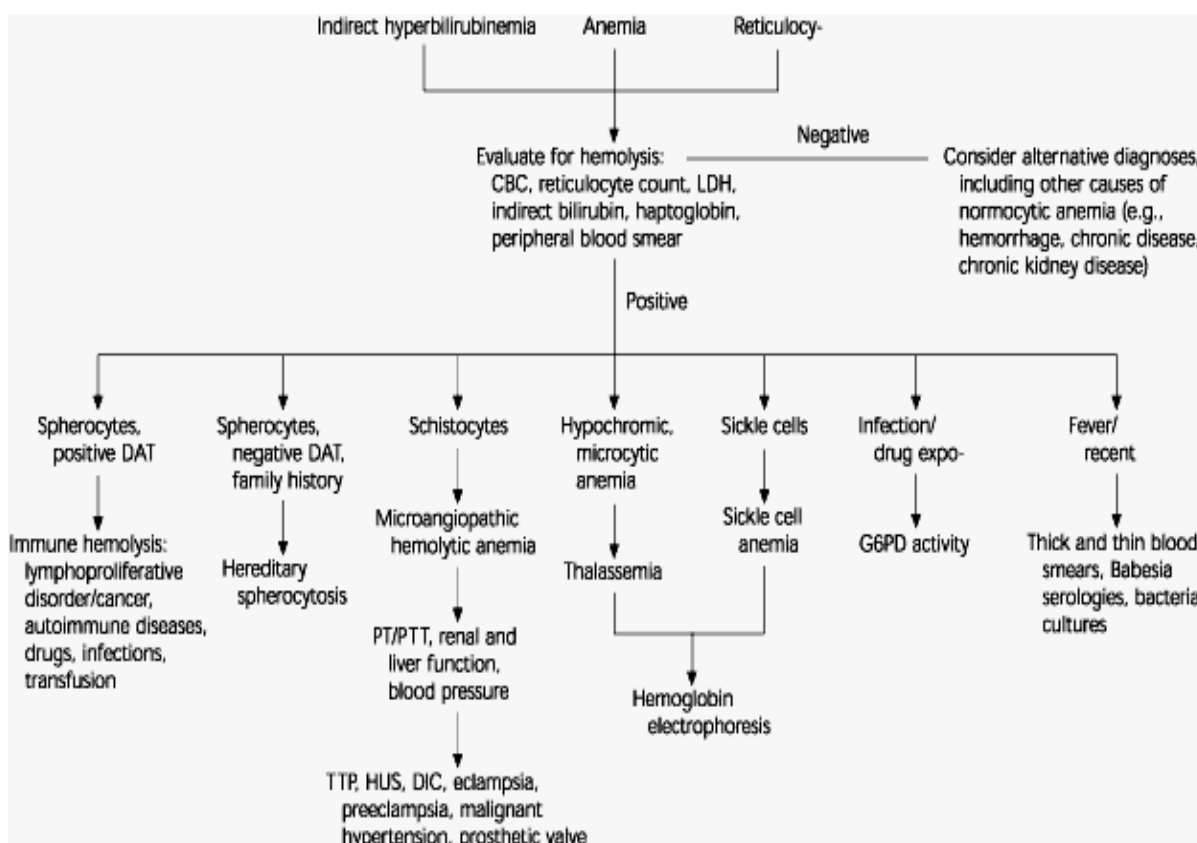 Indirect hyperbilirubinemia
Anemia
Reticulocy-
Negative
Evaluate for hemolysis:
CBC, reticulocyte count, LDH,
indirect bilirubin, haptoglobin,
peripheral blood smear
Consider alternative diagnoses,
including other causes of
normocytic anemia (e.g.,
hemorrhage, chronic disease,
chronic kidney disease)
Positive
Spherocytes,
positive DAT
Spherocytes,
negative DAT,
family history
Schistocytes
Hypochromic,
microcytic
anemia
Sickle cells
Infection/
drug expo-
Fever/
recent
Immune hemolysis:
lymphoproliferative
disorder/cancer,
autoimmune diseases,
drugs, infections,
transfusion
Hereditary
spherocytosis
Microangiopathic
hemolytic anemia
Thalassemia
Sickle cell
anemia
G6PD activity
Thick and thin blood
smears, Babesia
serologies, bacteria
cultures
PT/PTT, renal and
liver function,
blood pressure
Hemoglobin
electrophoresis
TTP, HUS, DIC, eclampsia,
preeclampsia, malignant
hypertension, prosthetic valve